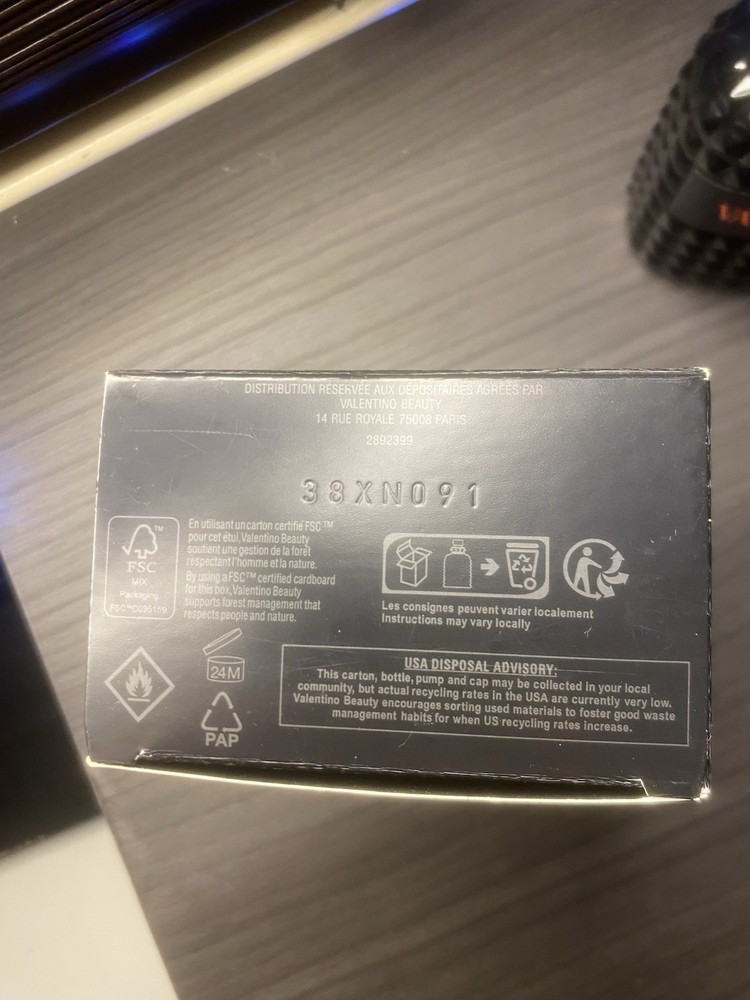 DISTRIBUTION RÉSERVÉE AUX DÉPOSITAIRES AGRÉÉS PAR
VALENTINO BEAUTY
14 RUE ROYALE 75008 PARIS
2892399
38XN091
FSC
MIX
Packaging
En utilisant un carton certifié FSC™
pour cet étui, Valentino Beauty
soutient une gestion de la forêt
respectant l'homme et la nature.
By using a FSC™ certified cardboard
for this box, Valentino Beauty
supports forest management that
respects people and nature.
Les consignes peuvent varier localement
Instructions may vary locally
24M
PAP
USA DISPOSAL ADVISORY:
This carton, bottle, pump and cap may be collected in your local
community, but actual recycling rates in the USA are currently very low.
Valentino Beauty encourages sorting used materials to foster good waste
management habits for when US recycling rates increase.